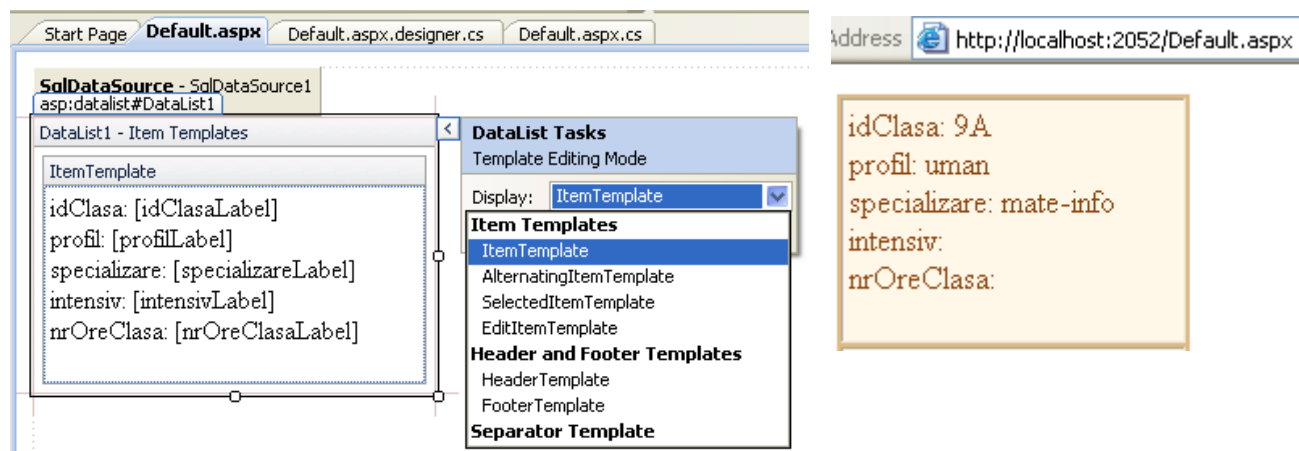 Start Page Default.aspx Default.aspx.designer.cs Default.aspx.cs
SqlDataSource - SqlDataSource1
asp:datalist#DataList1
DataList1 - Item Templates
ItemTemplate
idClasa: [idClasaLabel]
profil: [profilLabel]
specializare: [specializareLabel]
intensiv: [intensivLabel]
nrOreClasa: [nrOreClasaLabel]
DataList Tasks
Template Editing Mode
Display: ItemTemplate
Item Templates
ItemTemplate
AlternatingItemTemplate
SelectedItemTemplate
EditItemTemplate
Header and Footer Templates
HeaderTemplate
FooterTemplate
Separator Template
Address http://localhost:2052/Default.aspx
idClasa: 9A
profil: uman
specializare: mate-info
intensiv:
nrOreClasa: